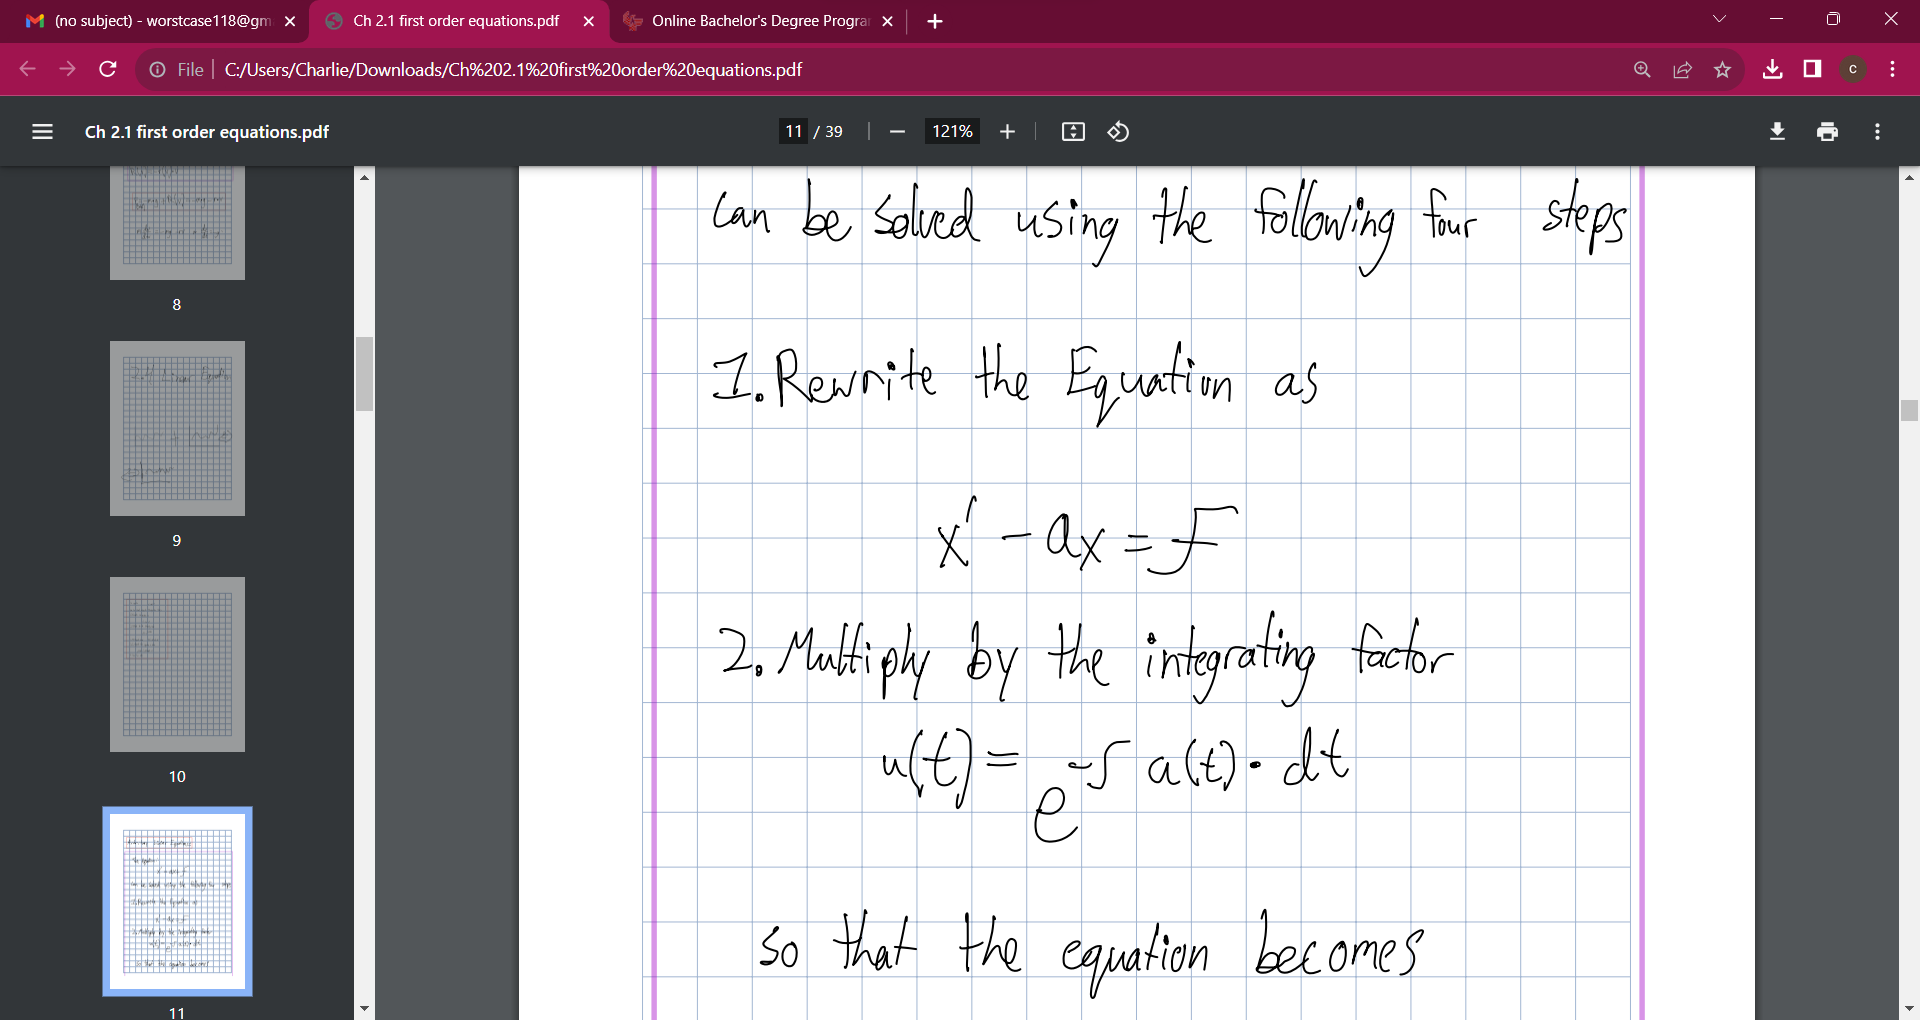 (no subject) - worstcase118@gm
Ch 2.1 first order equations.pdf
Online Bachelor's Degree Progra
File
C:/Users/Charlie/Downloads/Ch%202.1%20first%20order%20equations.pdf
c
Ch 2.1 first order equations.pdf
11 / 39
121%
8
9
10
11
can be solved using the following four steps
1. Rewrite the Equation as
x' - ax = f
2. Multiply by the integrating factor
u(t) = e^-∫ a(t) · dt
so that the equation becomes